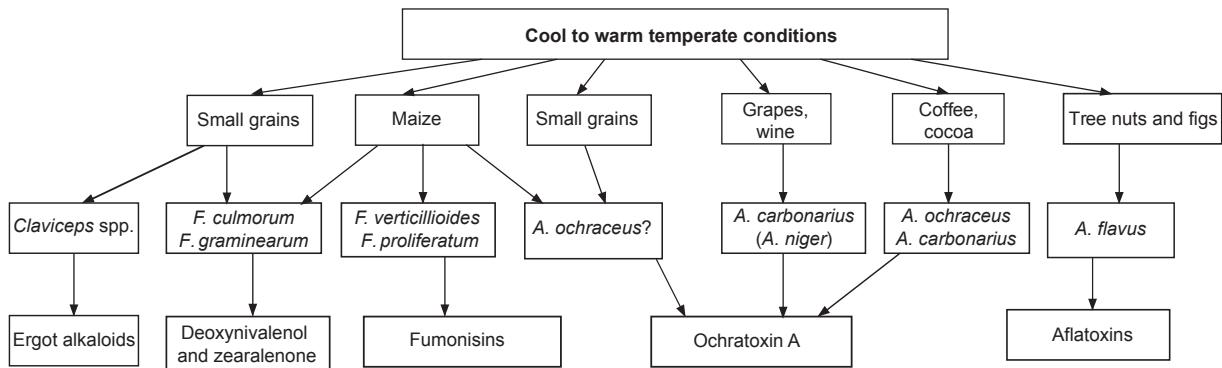 Cool to warm temperate conditions
Small grains
Maize
Small grains
Grapes,
wine
Coffee,
cocoa
Tree nuts and figs
Claviceps spp.
F. culmorum
F. graminearum
F. verticillioides
F. proliferatum
A. ochraceus?
A. carbonarius
(A. niger)
A. ochraceus
A. carbonarius
A. flavus
Ergot alkaloids
Deoxynivalenol
and zearalenone
Fumonisins
Ochratoxin A
Aflatoxins